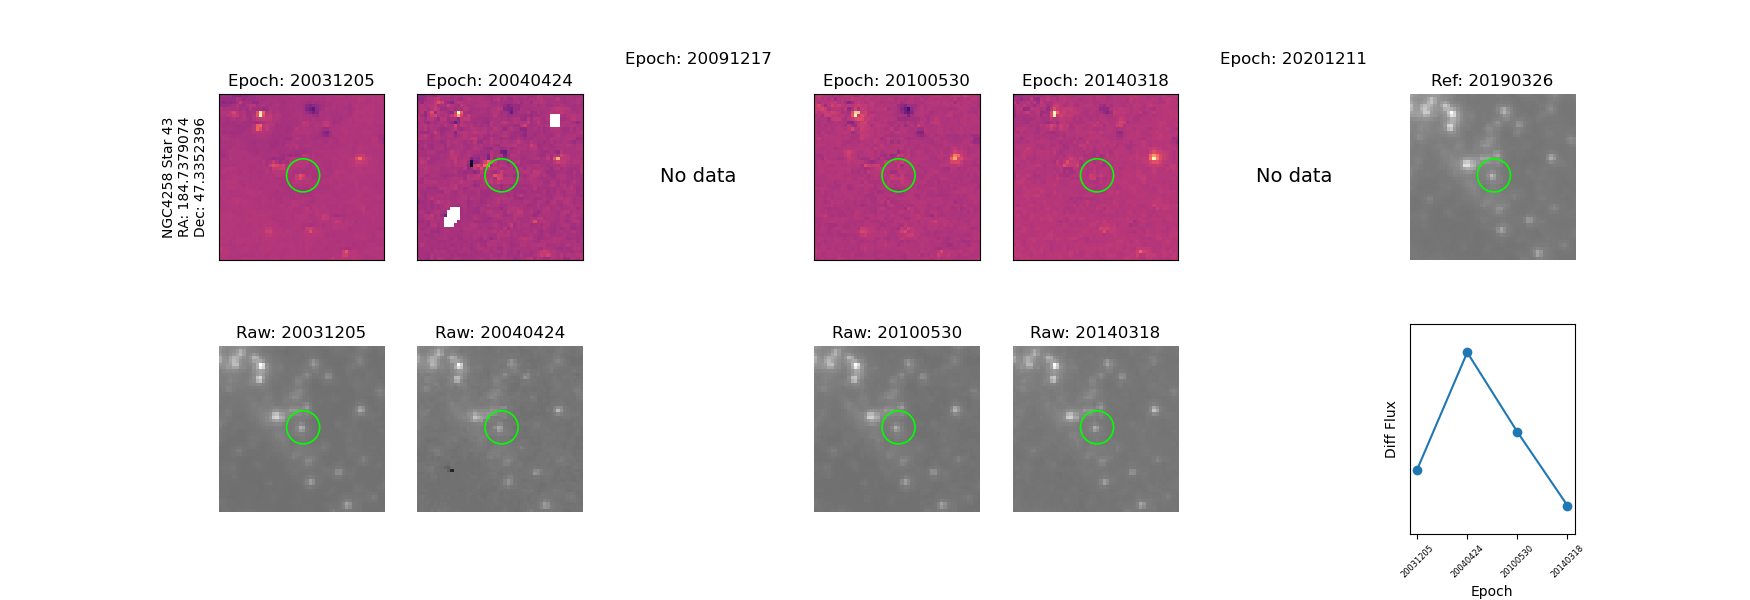 NGC4258 Star 43
RA: 184.7379074
Dec: 47.3352396
Epoch: 20031205
Epoch: 20040424
Epoch: 20091217
No data
Epoch: 20100530
Epoch: 20140318
Epoch: 20201211
No data
Ref: 20190326
Raw: 20031205
Raw: 20040424
Raw: 20100530
Raw: 20140318
Diff Flux
20031205
20040424
20100530
20140318
Epoch